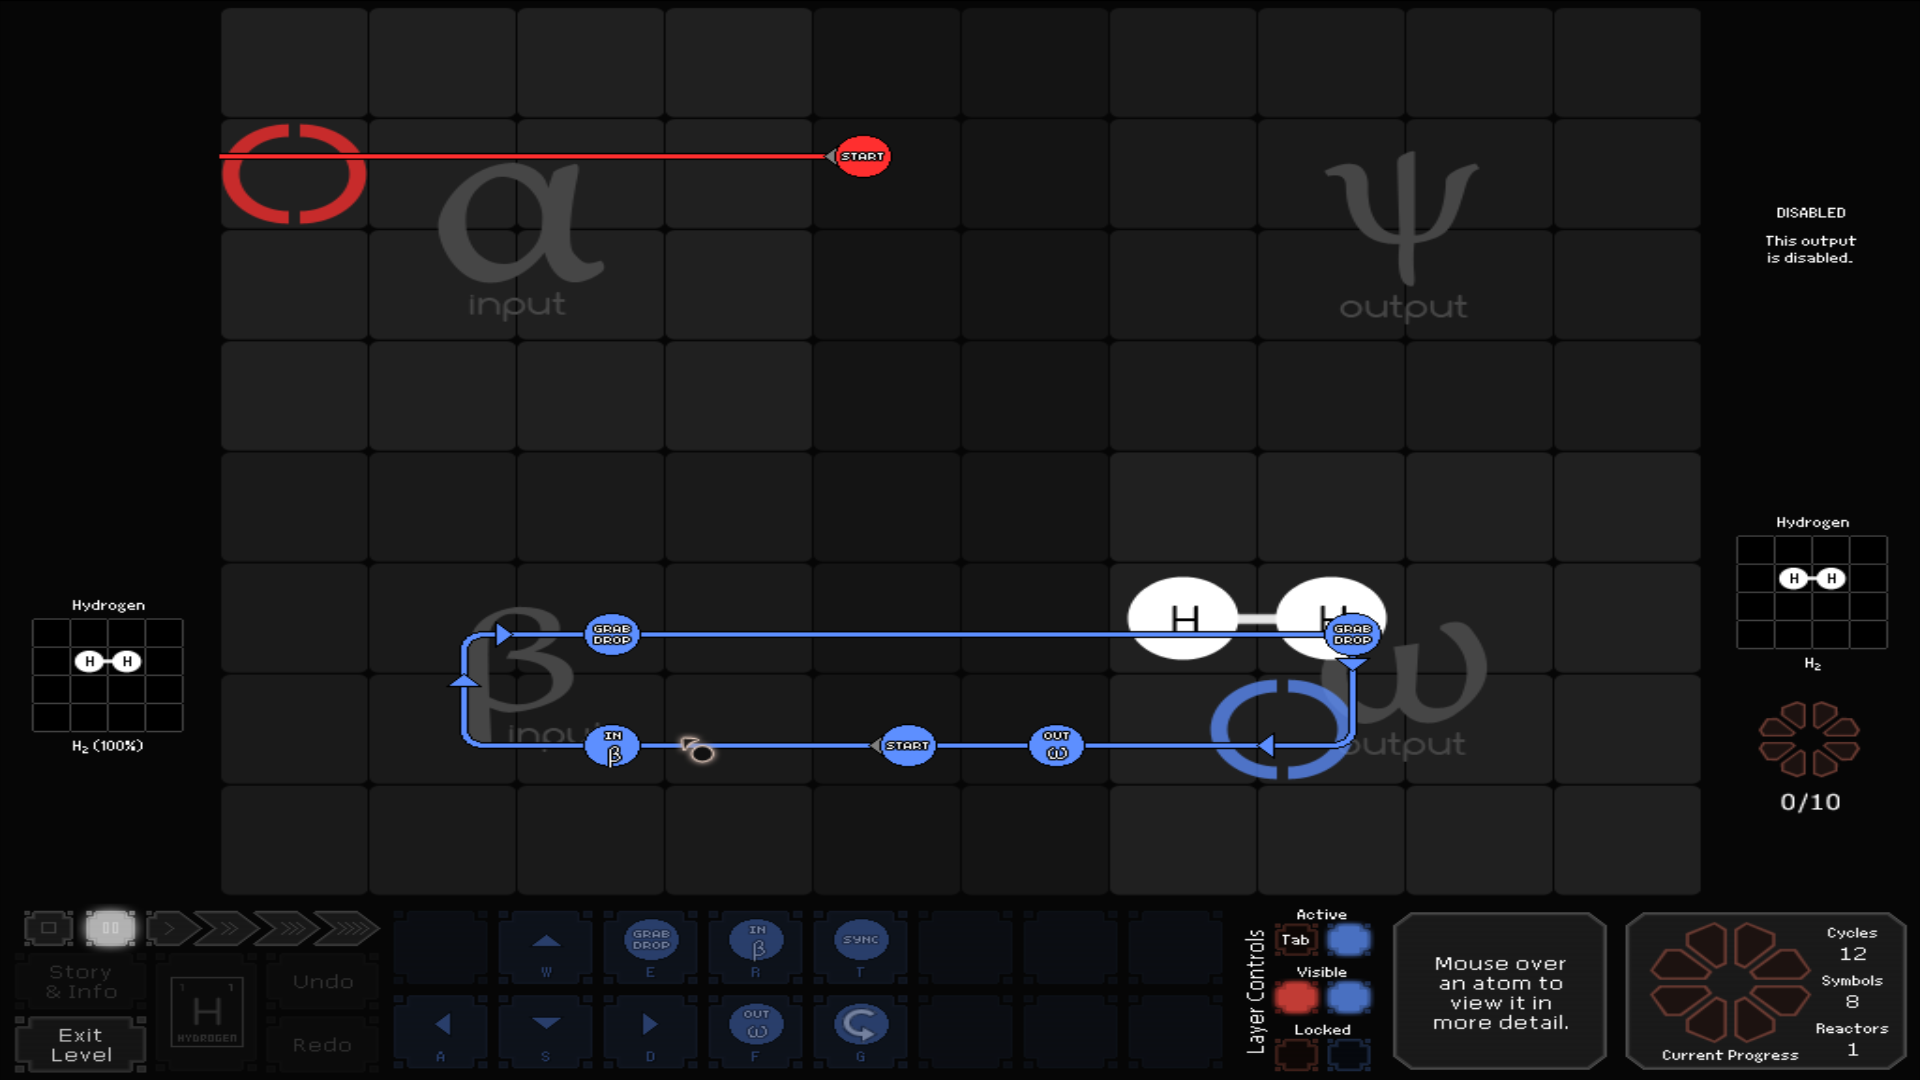 START
α
input
ψ
output
DISABLED
This output
is disabled.
Hydrogen
H H
H₂
0/10
Hydrogen
H H
H₂ (100%)
H H
GRAB
DROP
GRAB
DROP
β
input
ω
output
IN
β
START
OUT
ω
Story
& Info
Exit
Level
1 1
H
HYDROGEN
Undo
Redo
W
GRAB
DROP
E
IN
β
R
SYNC
T
A
S
D
OUT
ω
F
G
Layer Controls
Active
Tab
Visible
Locked
Mouse over
an atom to
view it in
more detail.
Cycles
12
Symbols
8
Reactors
1
Current Progress